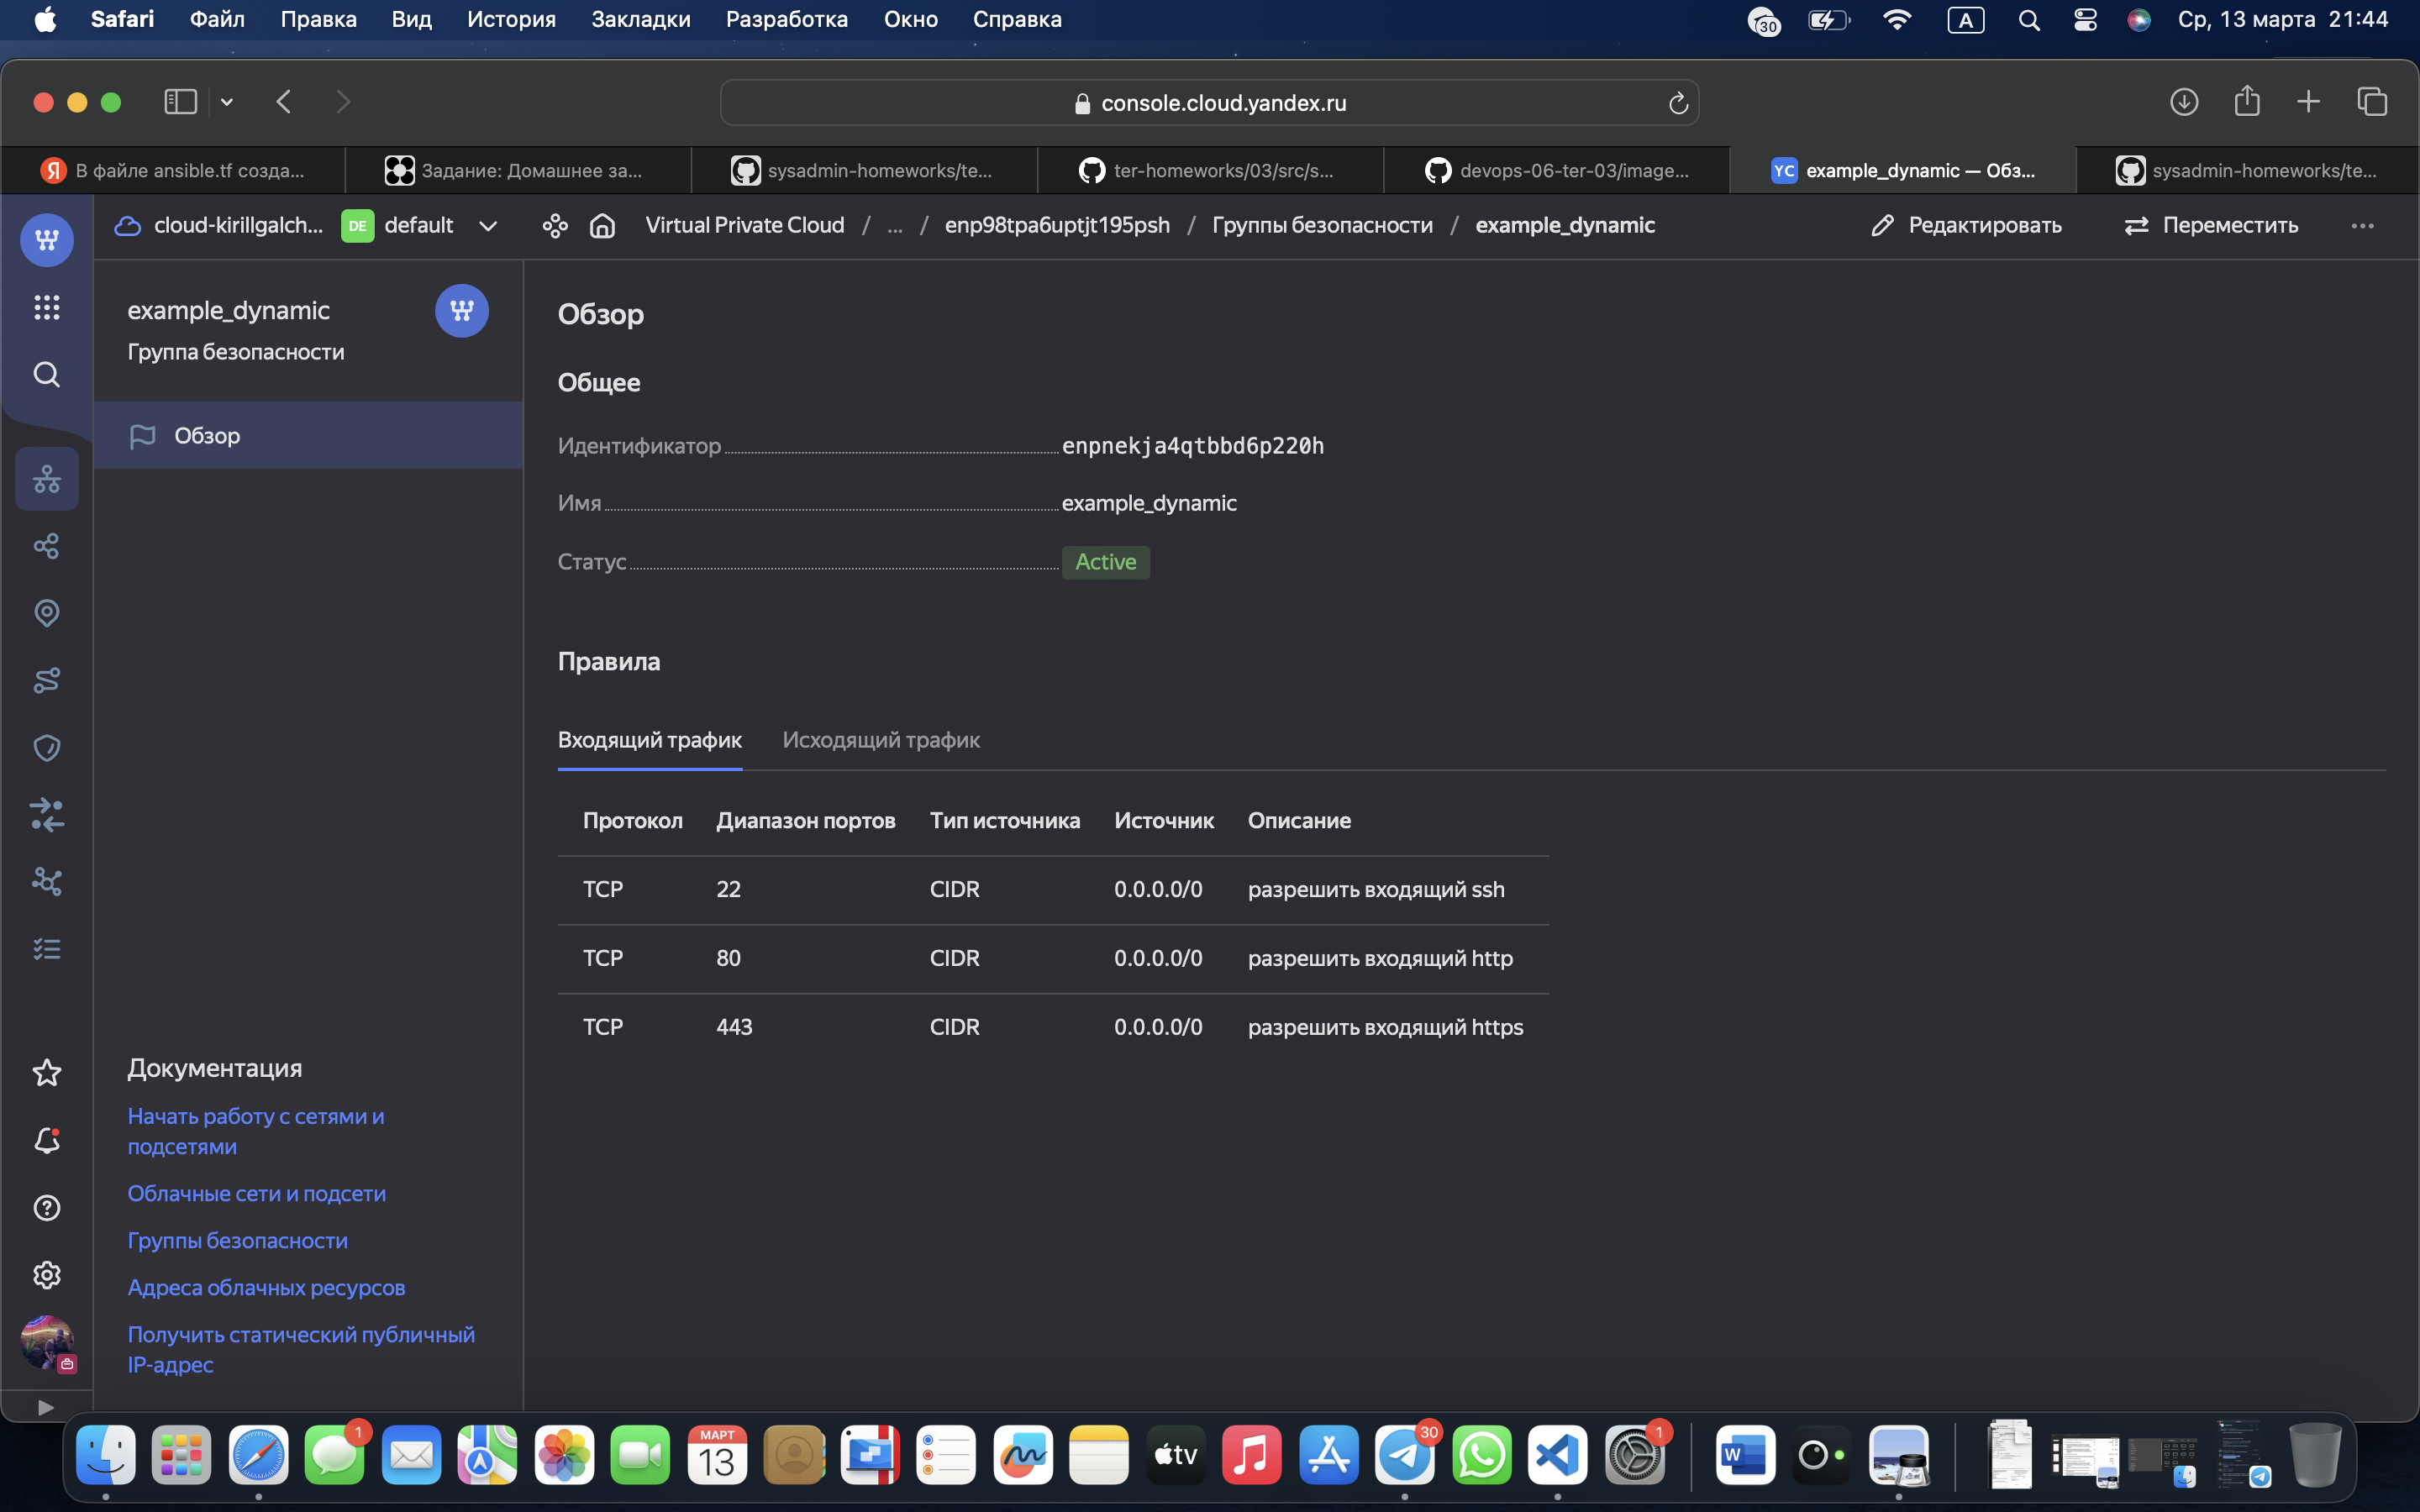 Safari Файл Правка Вид История Закладки Разработка Окно Справка 30 A Ср, 13 марта 21:44
console.cloud.yandex.ru
Я В файле ansible.tf созда... Задание: Домашнее за... sysadmin-homeworks/te... ter-homeworks/03/src/s... devops-06-ter-03/image... YC example_dynamic — Обз... sysadmin-homeworks/te...
cloud-kirillgalch... DE default Virtual Private Cloud / ... / enp98tpa6uptjt195psh / Группы безопасности / example_dynamic Редактировать Переместить ...
example_dynamic
Группа безопасности
Обзор
Документация
Начать работу с сетями и
подсетями
Облачные сети и подсети
Группы безопасности
Адреса облачных ресурсов
Получить статический публичный
IP-адрес
Обзор
Общее
Идентификатор enpnekja4qtbbd6p220h
Имя example_dynamic
Статус Active
Правила
Входящий трафик Исходящий трафик
Протокол Диапазон портов Тип источника Источник Описание
TCP 22 CIDR 0.0.0.0/0 разрешить входящий ssh
TCP 80 CIDR 0.0.0.0/0 разрешить входящий http
TCP 443 CIDR 0.0.0.0/0 разрешить входящий https
1 МАРТ 13 tv 30 1 W